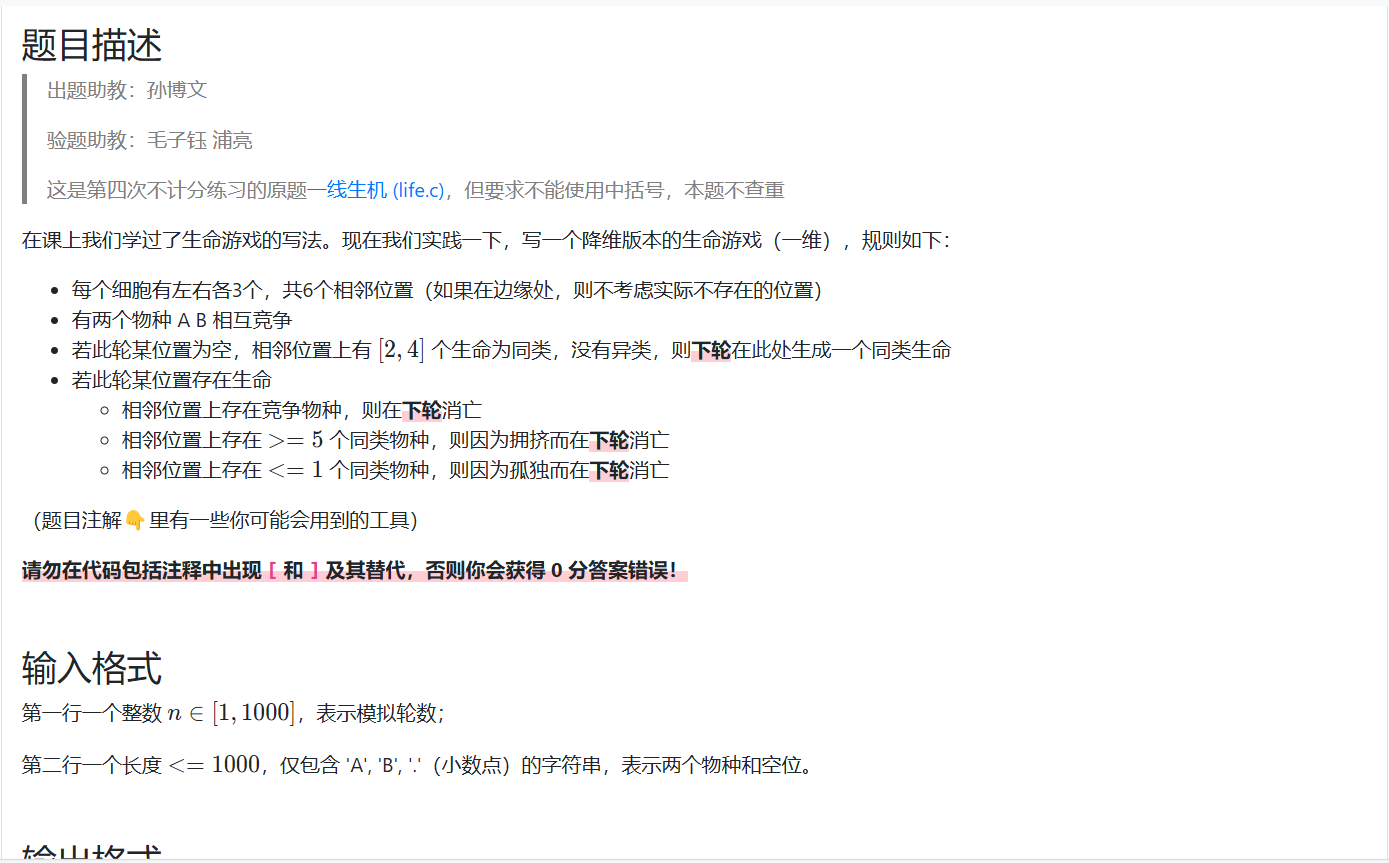 题目描述
出题助教：孙博文
验题助教：毛子钰 浦亮
这是第四次不计分练习的原题一线生机 (life.c)，但要求不能使用中括号，本题不查重
在课上我们学过了生命游戏的写法。现在我们实践一下，写一个降维版本的生命游戏（一维），规则如下：
每个细胞有左右各3个，共6个相邻位置（如果在边缘处，则不考虑实际不存在的位置）
有两个物种 A B 相互竞争
若此轮某位置为空，相邻位置上有 [2, 4] 个生命为同类，没有异类，则下轮在此处生成一个同类生命
若此轮某位置存在生命
相邻位置上存在竞争物种，则在下轮消亡
相邻位置上存在 >= 5 个同类物种，则因为拥挤而在下轮消亡
相邻位置上存在 <= 1 个同类物种，则因为孤独而在下轮消亡
（题目注解👇里有一些你可能会用到的工具）
请勿在代码包括注释中出现 [ 和 ] 及其替代，否则你会获得 0 分答案错误！
输入格式
第一行一个整数 n ∈ [1, 1000]，表示模拟轮数；
第二行一个长度 <= 1000，仅包含 'A', 'B', '.'（小数点）的字符串，表示两个物种和空位。